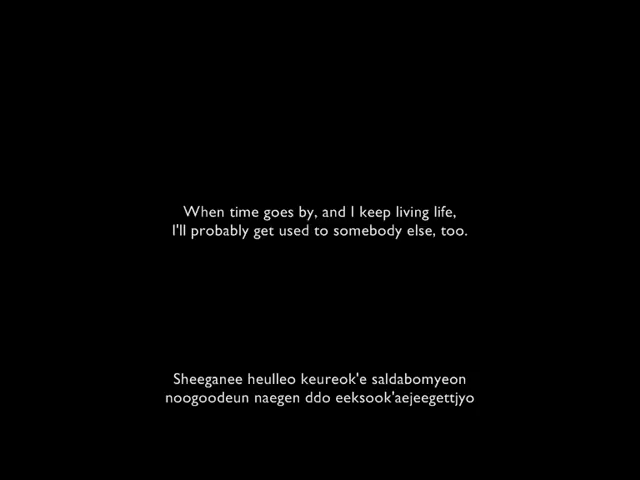 When time goes by, and I keep living life,
I'll probably get used to somebody else, too.
Sheeganee heulleo keureok'e saldabomyeon
noogoodeun naegen ddo eeksook'aejeegettjyo